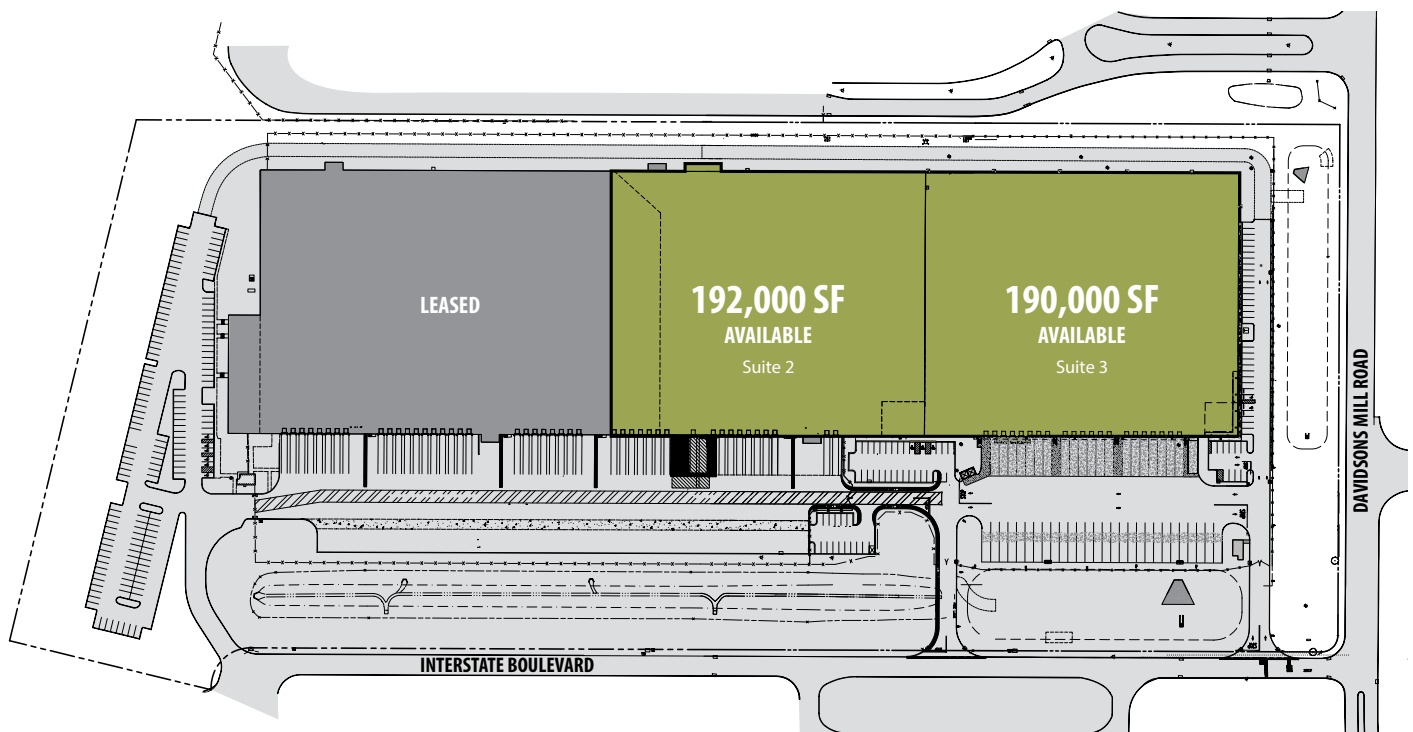 LEASED
192,000 SF
AVAILABLE
Suite 2
190,000 SF
AVAILABLE
Suite 3
DAVIDSONS MILL ROAD
INTERSTATE BOULEVARD